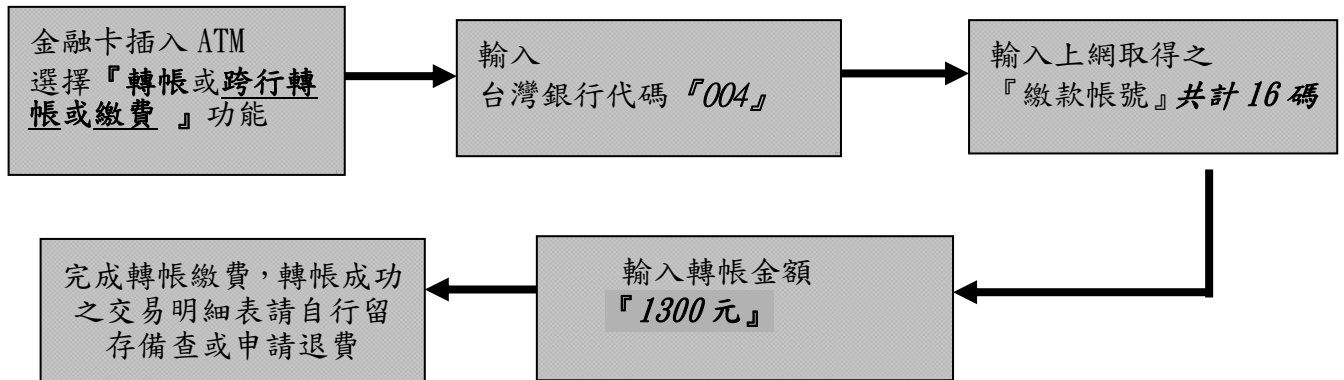 金融卡插入 ATM
選擇『轉帳或跨行轉
帳或繳費 』功能
輸入
台灣銀行代碼『004』
輸入上網取得之
『繳款帳號』共計 16 碼
輸入轉帳金額
『1300 元』
完成轉帳繳費，轉帳成功
之交易明細表請自行留
存備查或申請退費